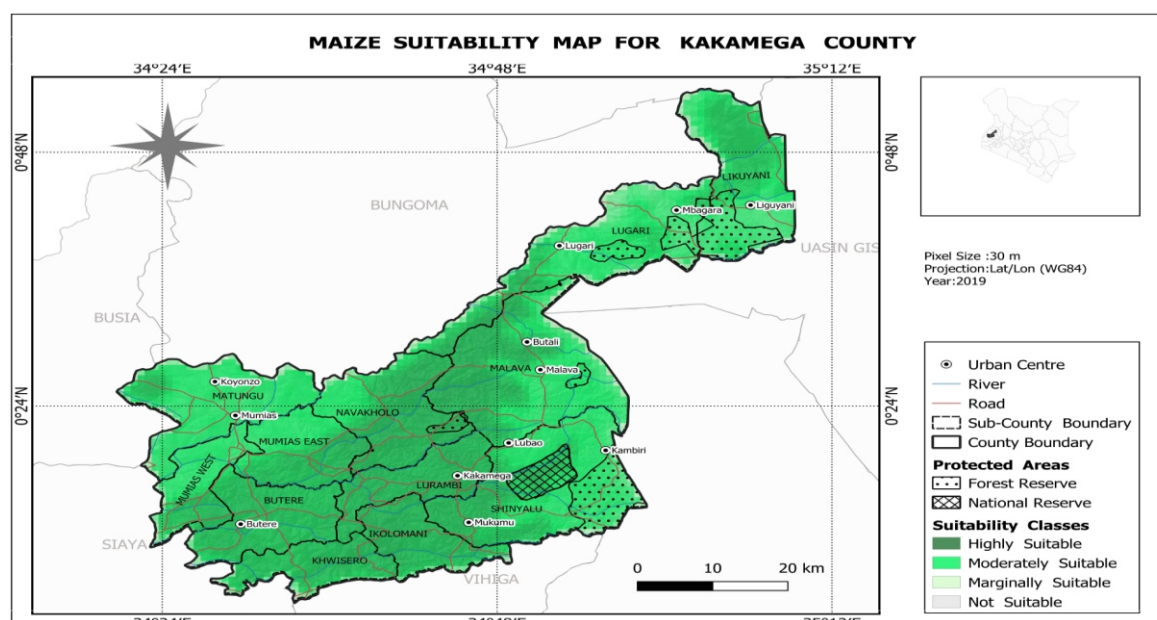 MAIZE SUITABILITY MAP FOR KAKAMEGA COUNTY
34°24'E 34°48'E 35°12'E
0°48'N 0°48'N
LIKUYANI
BUNGOMA
Mbagara Liguyani
LUGARI
Lugari
UASIN GIS
BUSIA
Butali
MALAVA Malava
Koyonzo
MATUNGU
0°24'N 0°24'N
Mumias
NAVAKHOLO
MUMIAS EAST
Lubao
Kambiri
MUMIAS WEST
Kakamega
LURAMBI
BUTERE
SHINYALU
Butere
Mukumu
IKOLOMANI
SIAYA
KHWISERO
VIHIGA
0 10 20 km
Pixel Size :30 m
Projection:Lat/Lon (WG84)
Year:2019
Urban Centre
River
Road
Sub-County Boundary
County Boundary
Protected Areas
Forest Reserve
National Reserve
Suitability Classes
Highly Suitable
Moderately Suitable
Marginally Suitable
Not Suitable